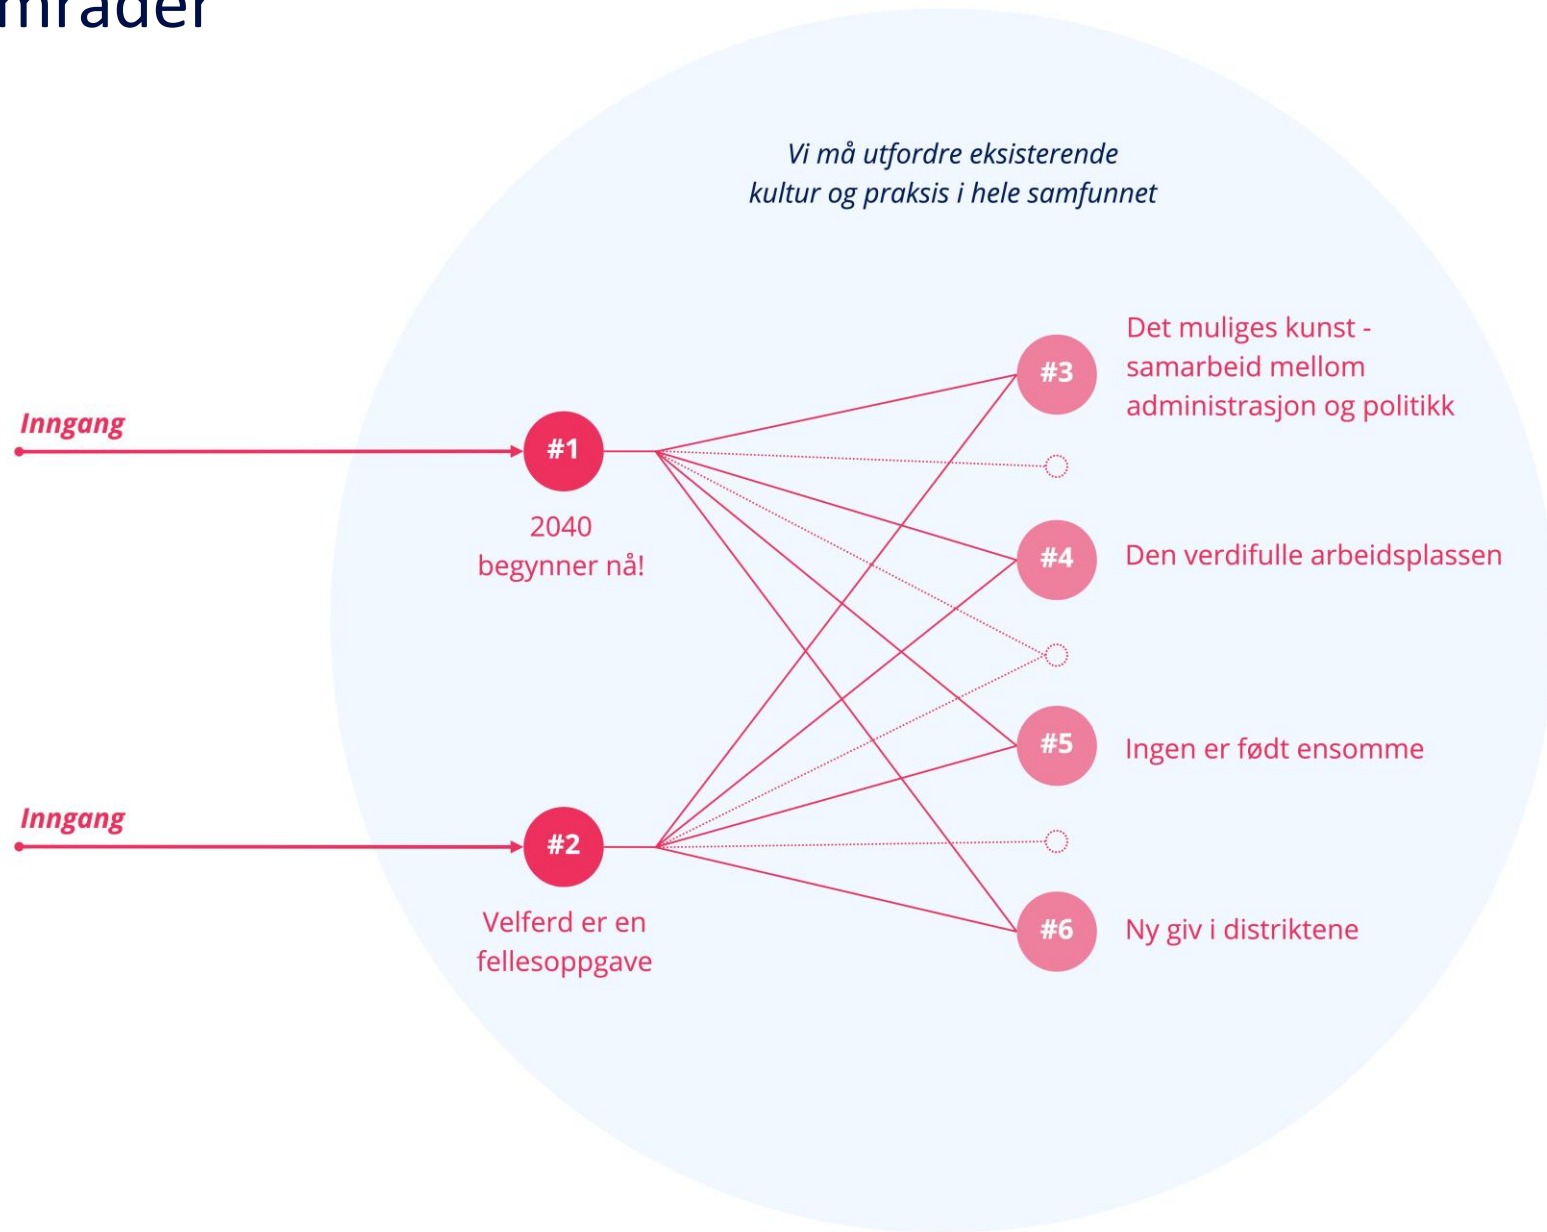 mråder
Vi må utfordre eksisterende
kultur og praksis i hele samfunnet
Inngang
#1
2040
begynner nå!
Inngang
#2
Velferd er en
fellesoppgave
#3
Det muliges kunst -
samarbeid mellom
administrasjon og politikk
#4
Den verdifulle arbeidsplassen
#5
Ingen er født ensomme
#6
Ny giv i distriktene